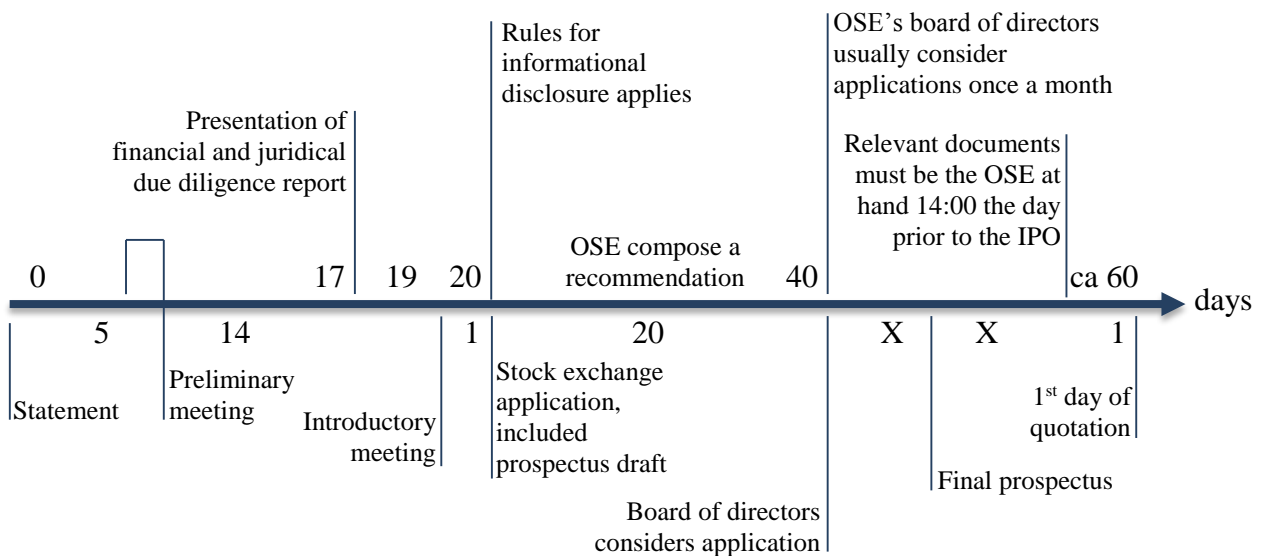 Rules for
informational
disclosure applies
OSE’s board of directors
usually consider
applications once a month
Presentation of
financial and juridical
due diligence report
Relevant documents
must be the OSE at
hand 14:00 the day
prior to the IPO
OSE compose a
recommendation
0
17
19
20
40
ca 60
days
5
14
1
20
X
X
1
Statement
Preliminary
meeting
Introductory
meeting
Stock exchange
application,
included
prospectus draft
1st day of
quotation
Final prospectus
Board of directors
considers application